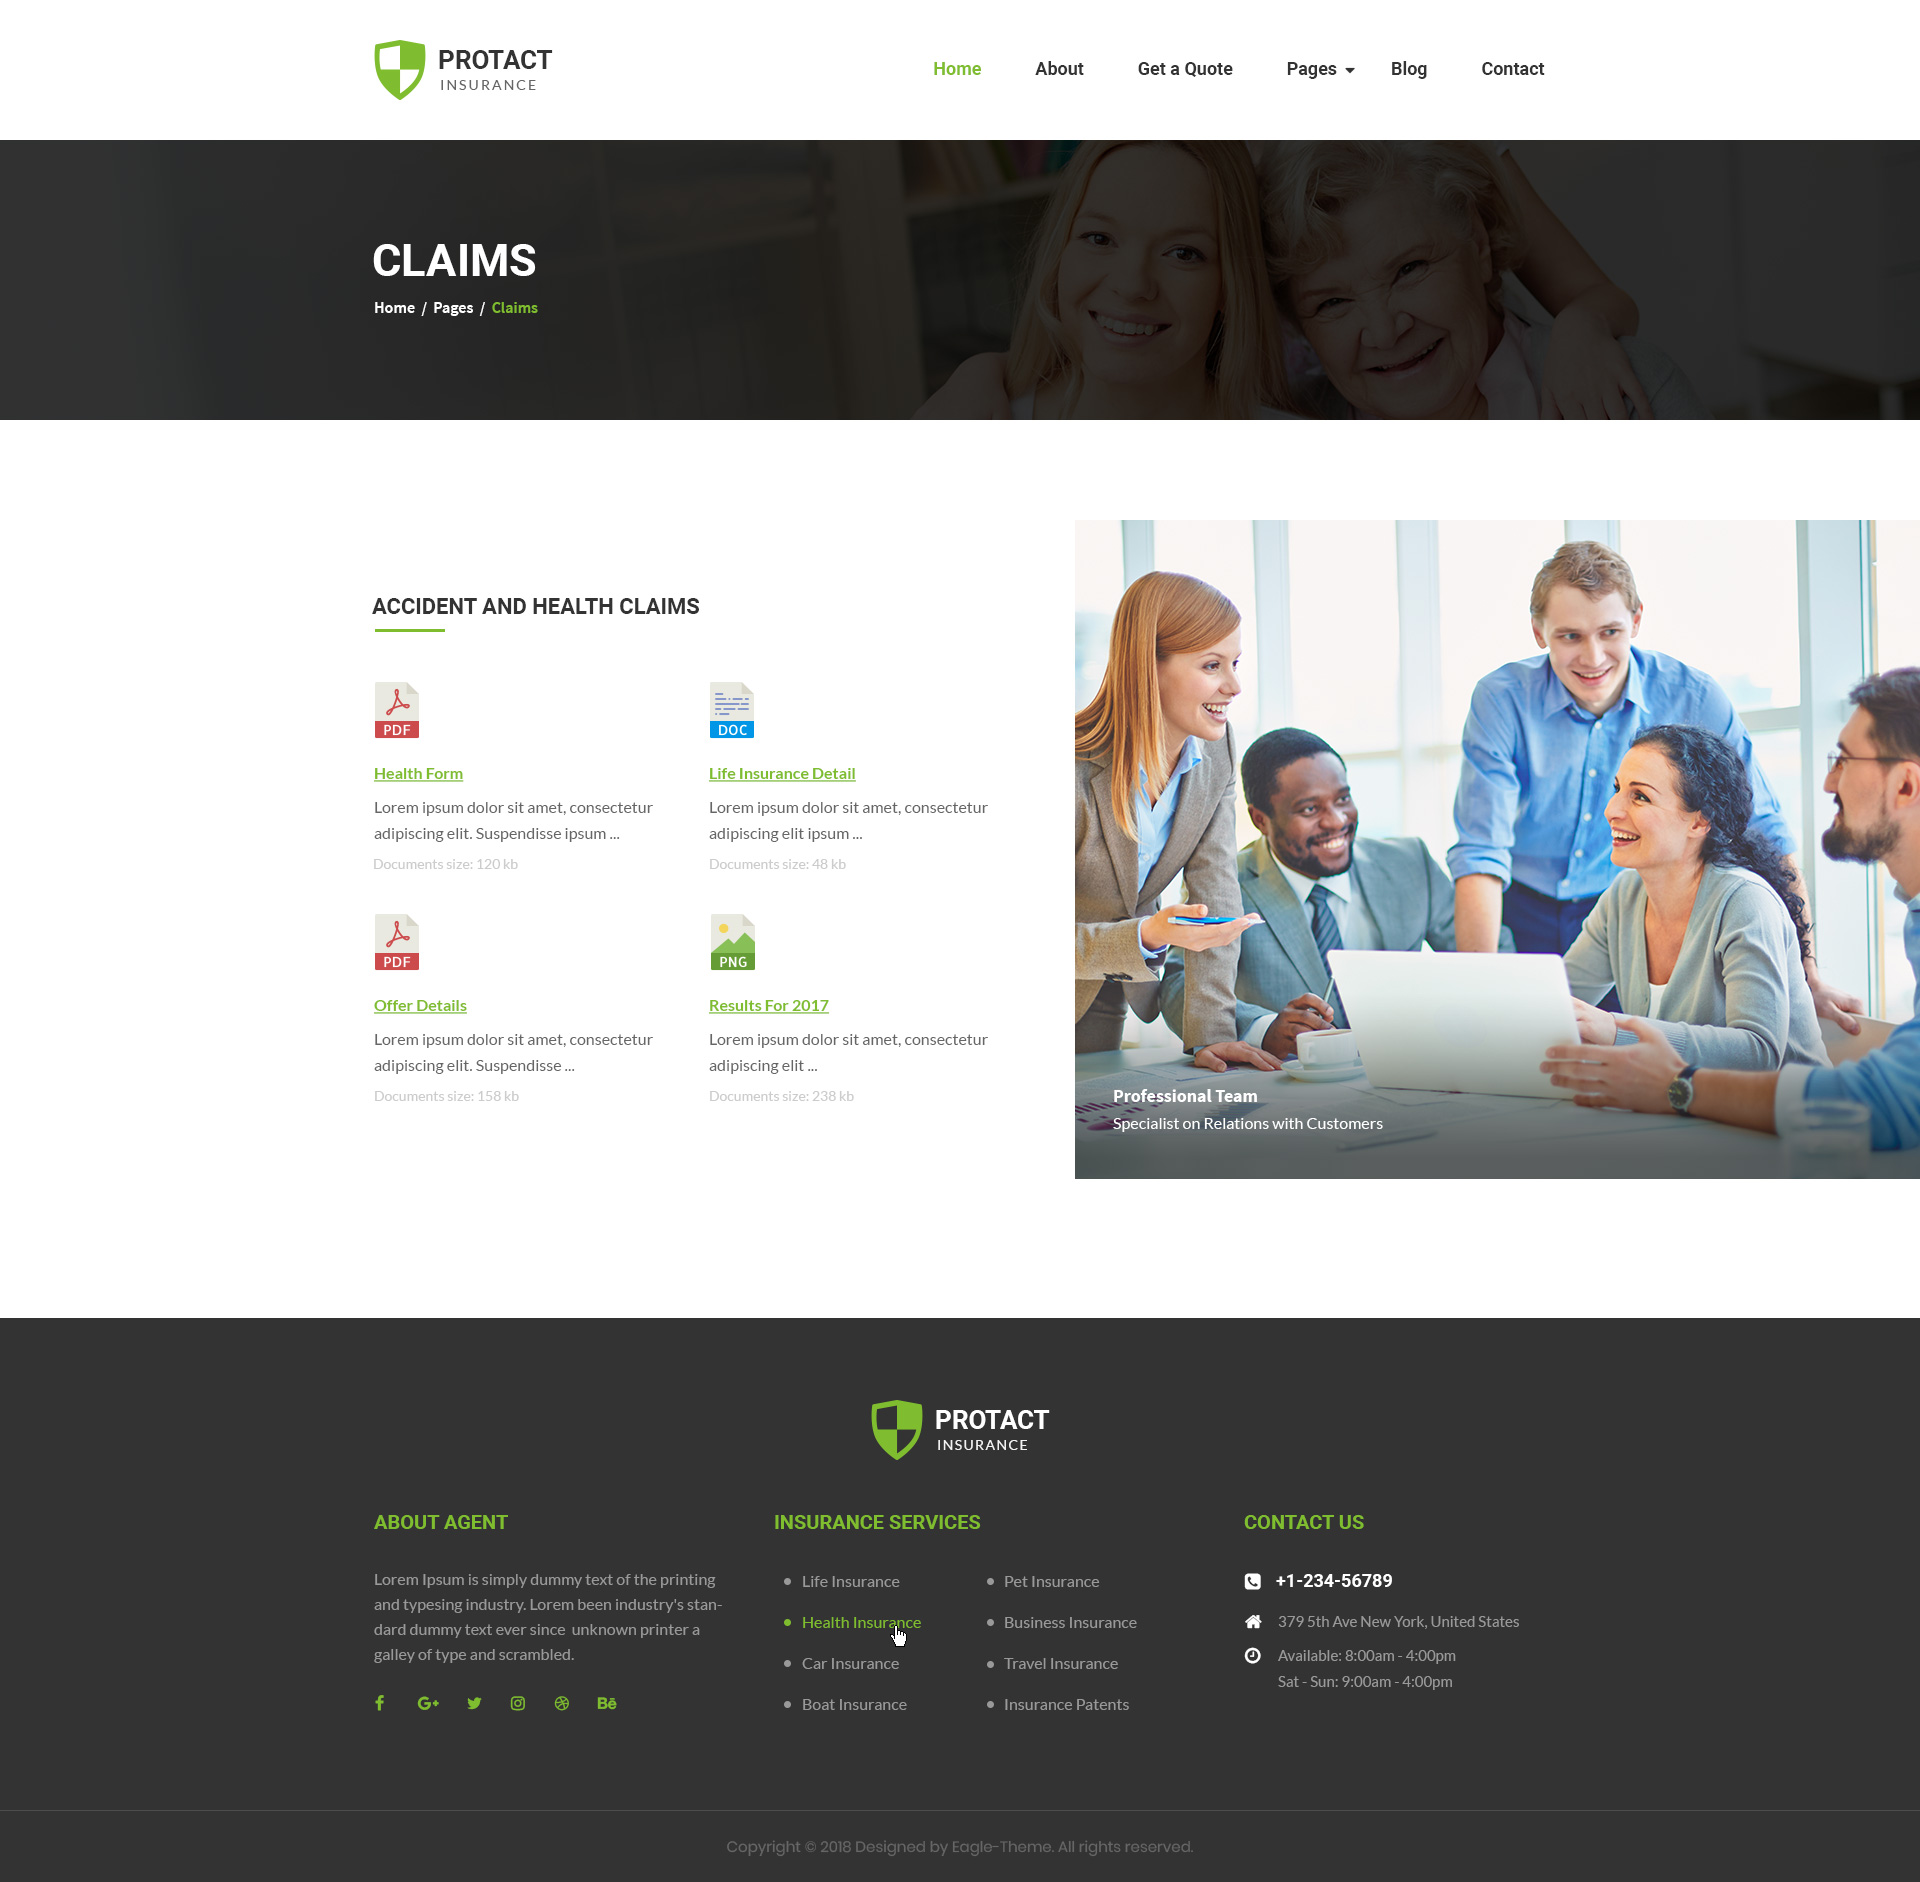 PROTACT
INSURANCE
Home About Get a Quote Pages Blog Contact
CLAIMS
Home / Pages / Claims
ACCIDENT AND HEALTH CLAIMS
PDF
Health Form
Lorem ipsum dolor sit amet, consectetur
adipiscing elit. Suspendisse ipsum ...
Documents size: 120 kb
DOC
Life Insurance Detail
Lorem ipsum dolor sit amet, consectetur
adipiscing elit ipsum ...
Documents size: 48 kb
PDF
Offer Details
Lorem ipsum dolor sit amet, consectetur
adipiscing elit. Suspendisse ...
Documents size: 158 kb
PNG
Results For 2017
Lorem ipsum dolor sit amet, consectetur
adipiscing elit ...
Documents size: 238 kb
Professional Team
Specialist on Relations with Customers
PROTACT
INSURANCE
ABOUT AGENT
Lorem Ipsum is simply dummy text of the printing
and typesing industry. Lorem been industry's stan-
dard dummy text ever since unknown printer a
galley of type and scrambled.
G+ Bē
INSURANCE SERVICES
Life Insurance
Health Insurance
Car Insurance
Boat Insurance
Pet Insurance
Business Insurance
Travel Insurance
Insurance Patents
CONTACT US
+1-234-56789
379 5th Ave New York, United States
Available: 8:00am - 4:00pm
Sat - Sun: 9:00am - 4:00pm
Copyright © 2018 Designed by Eagle-Theme. All rights reserved.